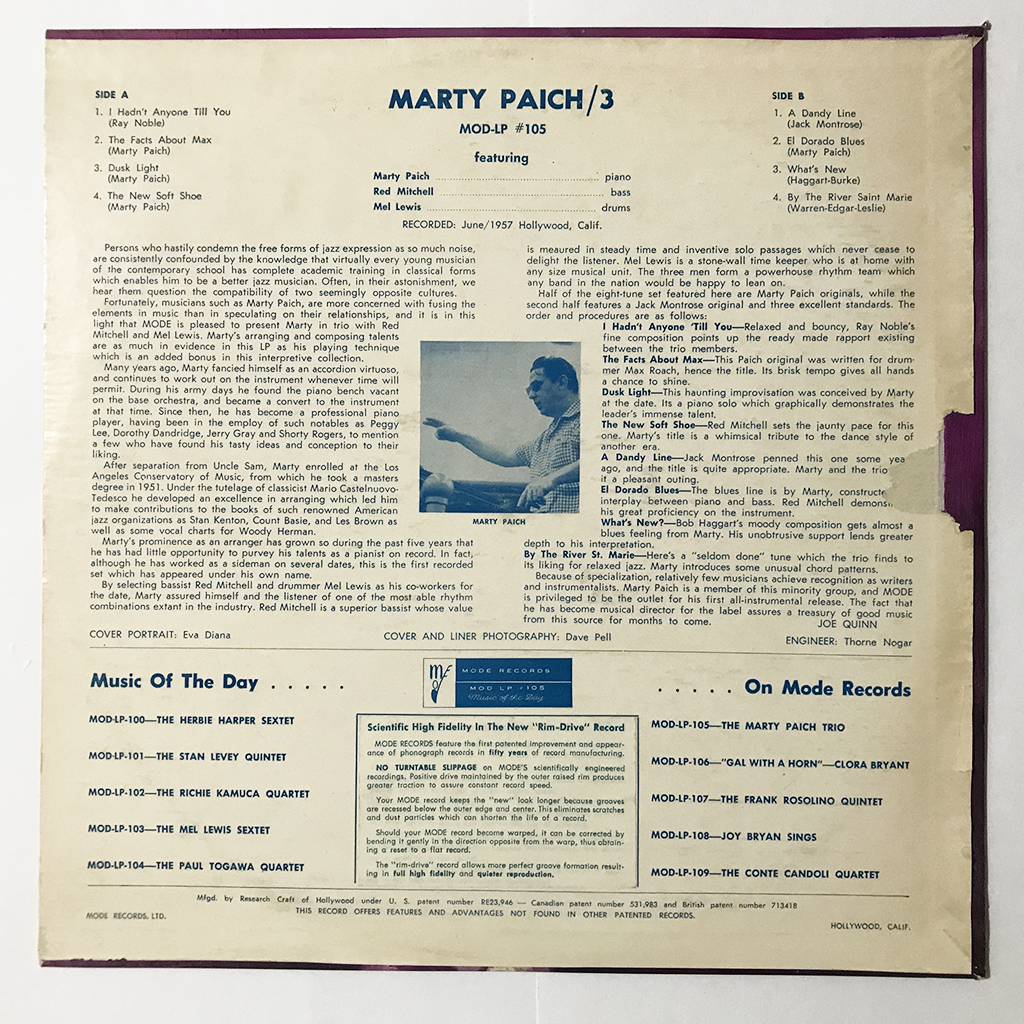 SIDE A
1. I Hadn't Anyone Till You
(Ray Noble)
2. The Facts About Max
(Marty Paich)
3. Dusk Light
(Marty Paich)
4. The New Soft Shoe
(Marty Paich)
MARTY PAICH/3
MOD-LP #105
featuring
Marty Paich ........ piano
Red Mitchell ........ bass
Mel Lewis ........ drums
RECORDED: June/1957 Hollywood, Calif.
SIDE B
1. A Dandy Line
(Jack Montrose)
2. El Dorado Blues
(Marty Paich)
3. What's New
(Haggart-Burke)
4. By The River Saint Marie
(Warren-Edgar-Leslie)
Persons who hastily condemn the free forms of jazz expression as so much noise,
are consistently confounded by the knowledge that virtually every young musician
of the contemporary school has complete academic training in classical forms
which enables him to be a better jazz musician. Often, in their astonishment, we
hear them question the compatibility of two seemingly opposite cultures.
Fortunately, musicians such as Marty Paich, are more concerned with fusing the
elements in music than in speculating on their relationships, and it is in this
light that MODE is pleased to present Marty in trio with Red
Mitchell and Mel Lewis. Marty's arranging and composing talents
are as much in evidence in this LP as his playing technique
which is an added bonus in this interpretive collection.
Many years ago, Marty fancied himself as an accordion virtuoso,
and continues to work out on the instrument whenever time will
permit. During his army days he found the piano bench vacant
on the base orchestra, and became a convert to the instrument
at that time. Since then, he has become a professional piano
player, having been in the employ of such notables as Peggy
Lee, Dorothy Dandridge, Jerry Gray and Shorty Rogers, to mention
a few who have found his tasty ideas and conception to their
liking.
After separation from Uncle Sam, Marty enrolled at the Los
Angeles Conservatory of Music, from which he took a masters
degree in 1951. Under the tutelage of classicist Mario Castelnuovo-
Tedesco he developed an excellence in arranging which led him
to make contributions to the books of such renowned American
jazz organizations as Stan Kenton, Count Basie, and Les Brown as
well as some vocal charts for Woody Herman.
Marty's prominence as an arranger has grown so during the past five years that
he has had little opportunity to purvey his talents as a pianist on record. In fact,
although he has worked as a sideman on several dates, this is the first recorded
set which has appeared under his own name.
By selecting bassist Red Mitchell and drummer Mel Lewis as his co-workers for
the date, Marty assured himself and the listener of one of the most able rhythm
combinations extant in the industry. Red Mitchell is a superior bassist whose value
MARTY PAICH
is meaured in steady time and inventive solo passages which never cease to
delight the listener. Mel Lewis is a stone-wall time keeper who is at home with
any size musical unit. The three men form a powerhouse rhythm team which
any band in the nation would be happy to lean on.
Half of the eight-tune set featured here are Marty Paich originals, while the
second half features a Jack Montrose original and three excellent standards. The
order and procedures are as follows:
I Hadn't Anyone 'Till You—Relaxed and bouncy, Ray Noble's
fine composition points up the ready made rapport existing
between the trio members.
The Facts About Max—This Paich original was written for drum-
mer Max Roach, hence the title. Its brisk tempo gives all hands
a chance to shine.
Dusk Light—This haunting improvisation was conceived by Marty
at the date. Its a piano solo which graphically demonstrates the
leader's immense talent.
The New Soft Shoe—Red Mitchell sets the jaunty pace for this
one. Marty's title is a whimsical tribute to the dance style of
another era.
A Dandy Line—Jack Montrose penned this one some yea
ago, and the title is quite appropriate. Marty and the trio
it a pleasant outing.
El Dorado Blues—The blues line is by Marty, constructe
interplay between piano and bass. Red Mitchell demons
his great proficiency on the instrument.
What's New?—Bob Haggart's moody composition gets almost a
blues feeling from Marty. His unobtrusive support lends greater
depth to his interpretation.
By The River St. Marie—Here's a "seldom done" tune which the trio finds to
its liking for relaxed jazz. Marty introduces some unusual chord patterns.
Because of specialization, relatively few musicians achieve recognition as writers
and instrumentalists. Marty Paich is a member of this minority group, and MODE
is privileged to be the outlet for his first all-instrumental release. The fact that
he has become musical director for the label assures a treasury of good music
from this source for months to come. JOE QUINN
COVER PORTRAIT: Eva Diana
COVER AND LINER PHOTOGRAPHY: Dave Pell
ENGINEER: Thorne Nogar
Music Of The Day . . . . .
MODE RECORDS
MOD LP #105
Music of the Day
. . . . . On Mode Records
MOD-LP-100—THE HERBIE HARPER SEXTET
MOD-LP-101—THE STAN LEVEY QUINTET
MOD-LP-102—THE RICHIE KAMUCA QUARTET
MOD-LP-103—THE MEL LEWIS SEXTET
MOD-LP-104—THE PAUL TOGAWA QUARTET
Scientific High Fidelity In The New "Rim-Drive" Record
MODE RECORDS feature the first patented improvement and appear-
ance of phonograph records in fifty years of record manufacturing.
NO TURNTABLE SLIPPAGE on MODE'S scientifically engineered
recordings. Positive drive maintained by the outer raised rim produces
greater traction to assure constant record speed.
Your MODE record keeps the "new" look longer because grooves
are recessed below the outer edge and center. This eliminates scratches
and dust particles which can shorten the life of a record.
Should your MODE record become warped, it can be corrected by
bending it gently in the direction opposite from the warp, thus obtain-
ing a reset to a flat record.
The "rim-drive" record allows more perfect groove formation result-
ing in full high fidelity and quieter reproduction.
MOD-LP-105—THE MARTY PAICH TRIO
MOD-LP-106—"GAL WITH A HORN"—CLORA BRYANT
MOD-LP-107—THE FRANK ROSOLINO QUINTET
MOD-LP-108—JOY BRYAN SINGS
MOD-LP-109—THE CONTE CANDOLI QUARTET
Mfgd. by Research Craft of Hollywood under U. S. patent number RE23,946 — Canadian patent number 531,983 and British patent number 713418
THIS RECORD OFFERS FEATURES AND ADVANTAGES NOT FOUND IN OTHER PATENTED RECORDS.
MODE RECORDS, LTD.
HOLLYWOOD, CALIF.